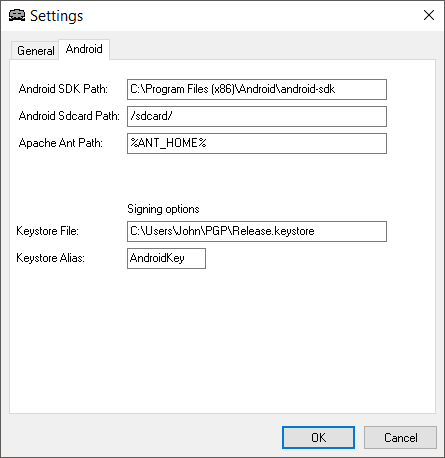 Settings
General
Android
Android SDK Path:
C:\Program Files (x86)\Android\android-sdk
Android Sdcard Path:
/sdcard/
Apache Ant Path:
%ANT_HOME%
Signing options
Keystore File:
C:\Users\John\PGP\Release.keystore
Keystore Alias:
AndroidKey
OK
Cancel